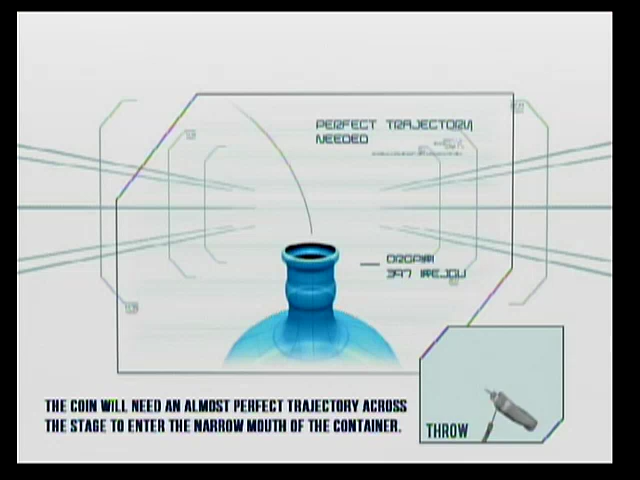 PERFECT TRAJECTORY
NEEDED
THE COIN WILL NEED AN ALMOST PERFECT TRAJECTORY ACROSS
THE STAGE TO ENTER THE NARROW MOUTH OF THE CONTAINER.
THROW